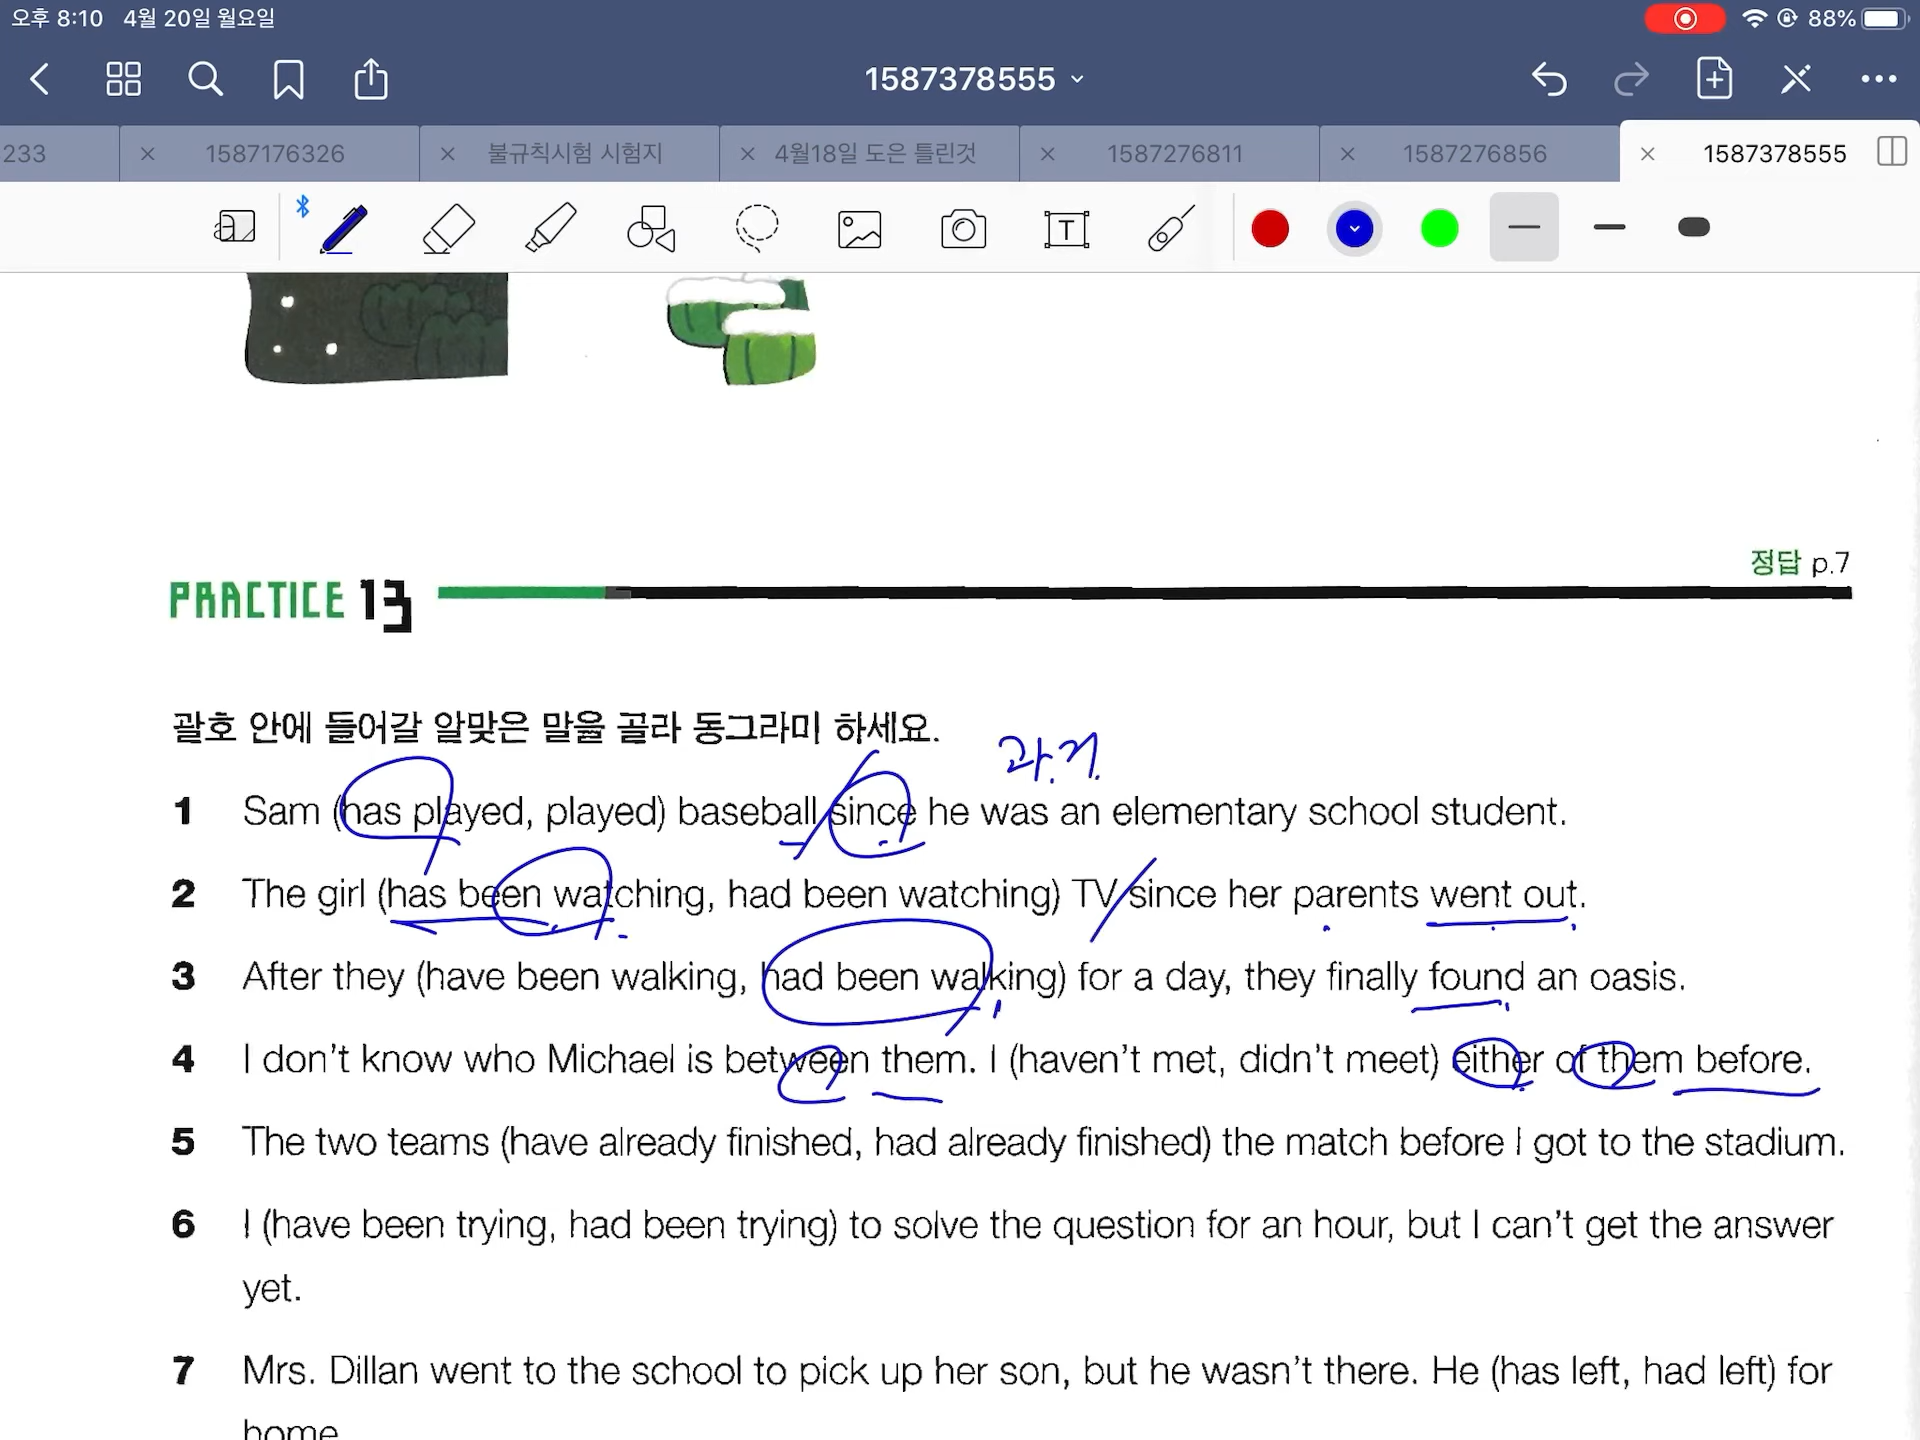 오후 8:10 4월 20일 월요일 88%
1587378555
233 1587176326 불규칙시험 시험지 4월18일 도은 틀린것 1587276811 1587276856 1587378555
정답 p.7
PRACTICE 13
괄호 안에 들어갈 알맞은 말을 골라 동그라미 하세요.
과거
1 Sam (has played, played) baseball since he was an elementary school student.
2 The girl (has been watching, had been watching) TV since her parents went out.
3 After they (have been walking, had been walking) for a day, they finally found an oasis.
4 I don't know who Michael is between them. I (haven't met, didn't meet) either of them before.
5 The two teams (have already finished, had already finished) the match before I got to the stadium.
6 I (have been trying, had been trying) to solve the question for an hour, but I can't get the answer
yet.
7 Mrs. Dillan went to the school to pick up her son, but he wasn't there. He (has left, had left) for
home